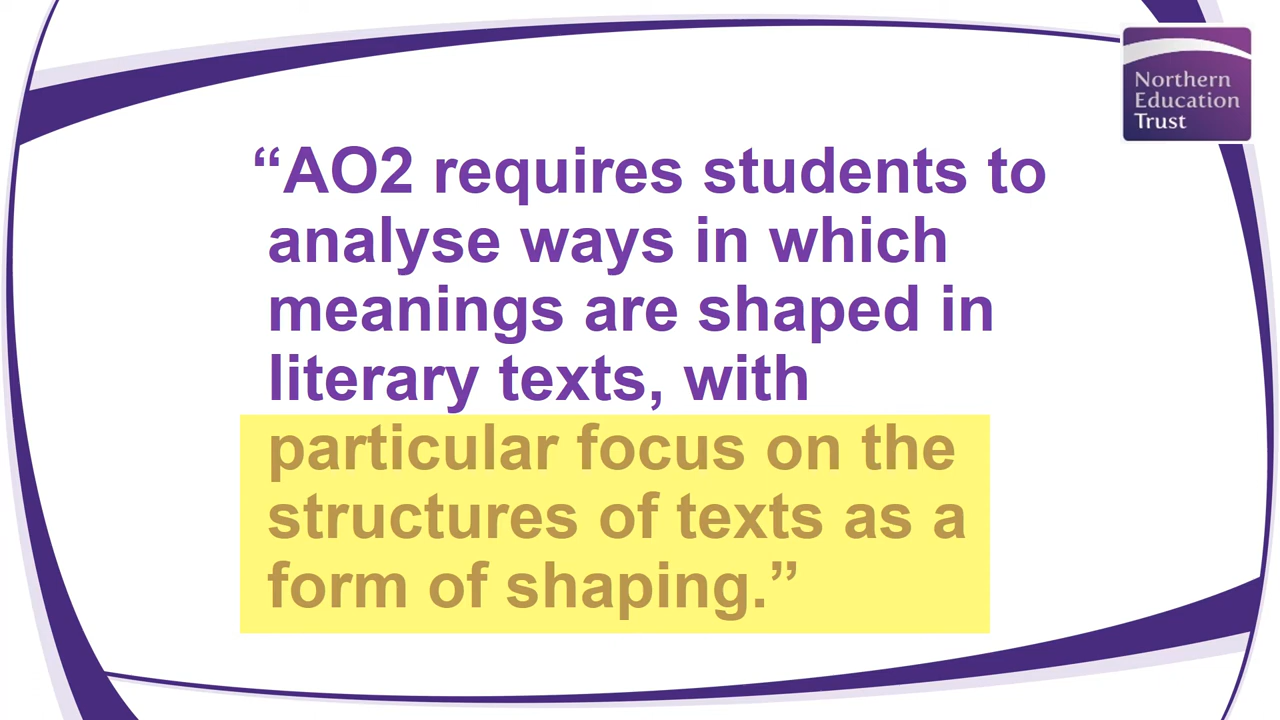 Northern
Education
Trust
“AO2 requires students to
analyse ways in which
meanings are shaped in
literary texts, with
particular focus on the
structures of texts as a
form of shaping.”